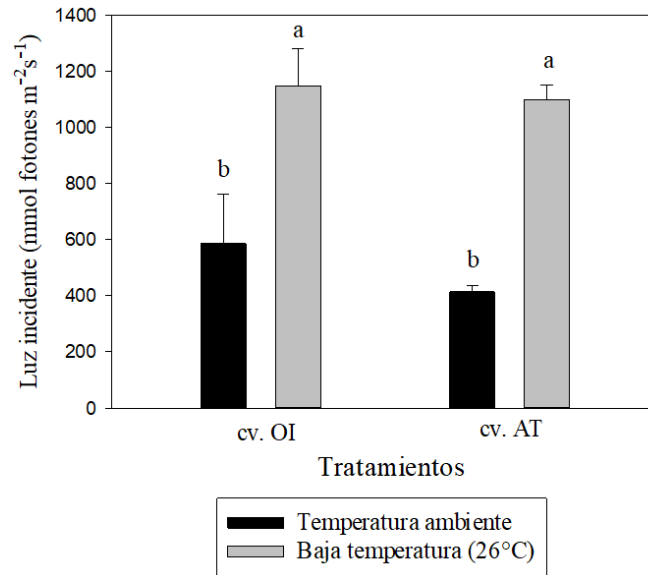 1400
1200
1000
800
600
400
200
0
Luz incidente (mmol fotones m⁻²s⁻¹)
b
a
b
a
cv. OI
cv. AT
Tratamientos
Temperatura ambiente
Baja temperatura (26°C)